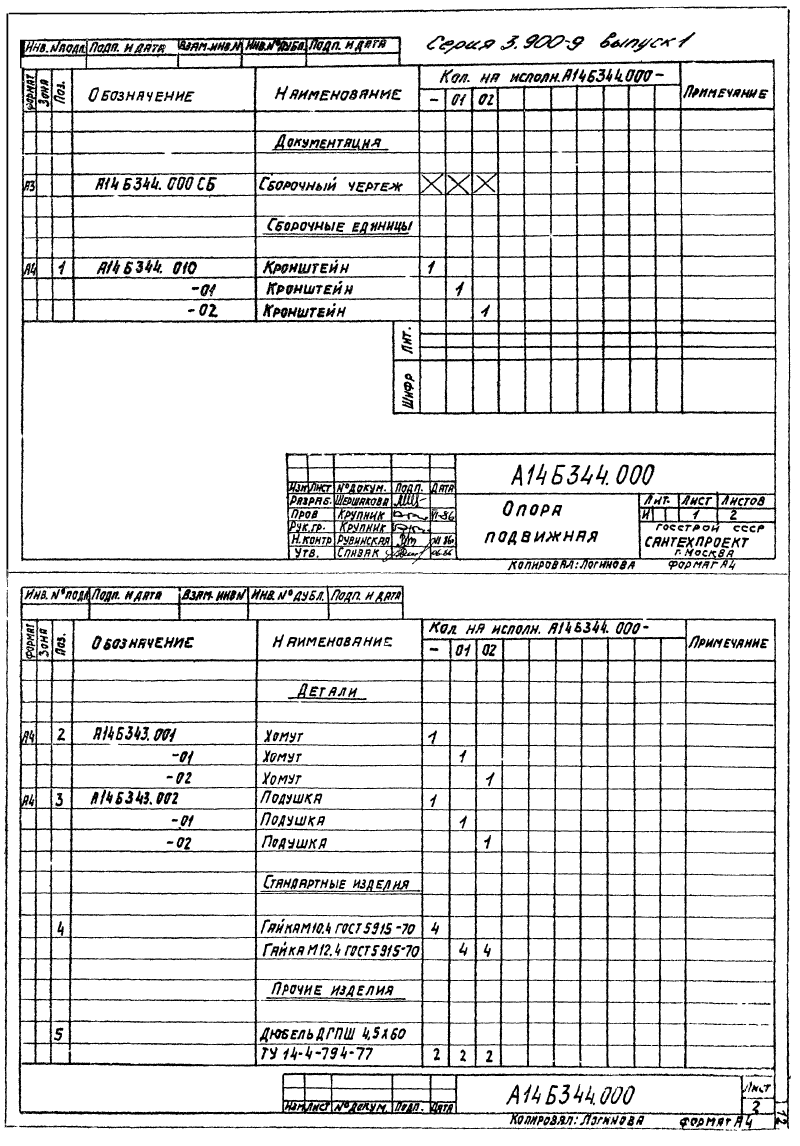 Серия 3.900-9 выпуск 1
Инв. № подл. Подп. и дата Взам. инв. № Инв. № дубл. Подп. и дата
Формат Зона Поз. Обозначение Наименование Кол. на исполн. А14Б344.000- Примечание
- 01 02
Документация
А3 А14Б344.000 СБ Сборочный чертеж X X X
Сборочные единицы
А4 1 А14Б344.010 Кронштейн 1
-01 Кронштейн 1
-02 Кронштейн 1
Лит.
Шифр
А14Б344.000
Изм Лист № докум. Подп. Дата
Разраб. Шершакова
Пров Крупник VI-86
Рук.гр. Крупник
Н.контр Рувинская VI 86
Утв. Спивак 06.86
Опора подвижная
Лит. Лист Листов
И 1 2
Госстрой СССР
Сантехпроект
г. Москва
Копировал: Логинова Формат А4
Инв. № подл Подп. и дата Взам. инв № Инв. № дубл. Подп. и дата
Формат Зона Поз. Обозначение Наименование Кол. на исполн. А14Б344.000- Примечание
- 01 02
Детали
А4 2 А14Б343.001 Хомут 1
-01 Хомут 1
-02 Хомут 1
А4 3 А14Б343.002 Подушка 1
-01 Подушка 1
-02 Подушка 1
Стандартные изделия
4 Гайка М10.4 ГОСТ 5915-70 4
Гайка М12.4 ГОСТ 5915-70 4 4
Прочие изделия
5 Дюбель ДГПШ 4,5х60
ТУ 14-4-794-77 2 2 2
Изм Лист № докум. Подп. Дата
А14Б344.000
Лист
2
Копировал: Логинова Формат А4
12